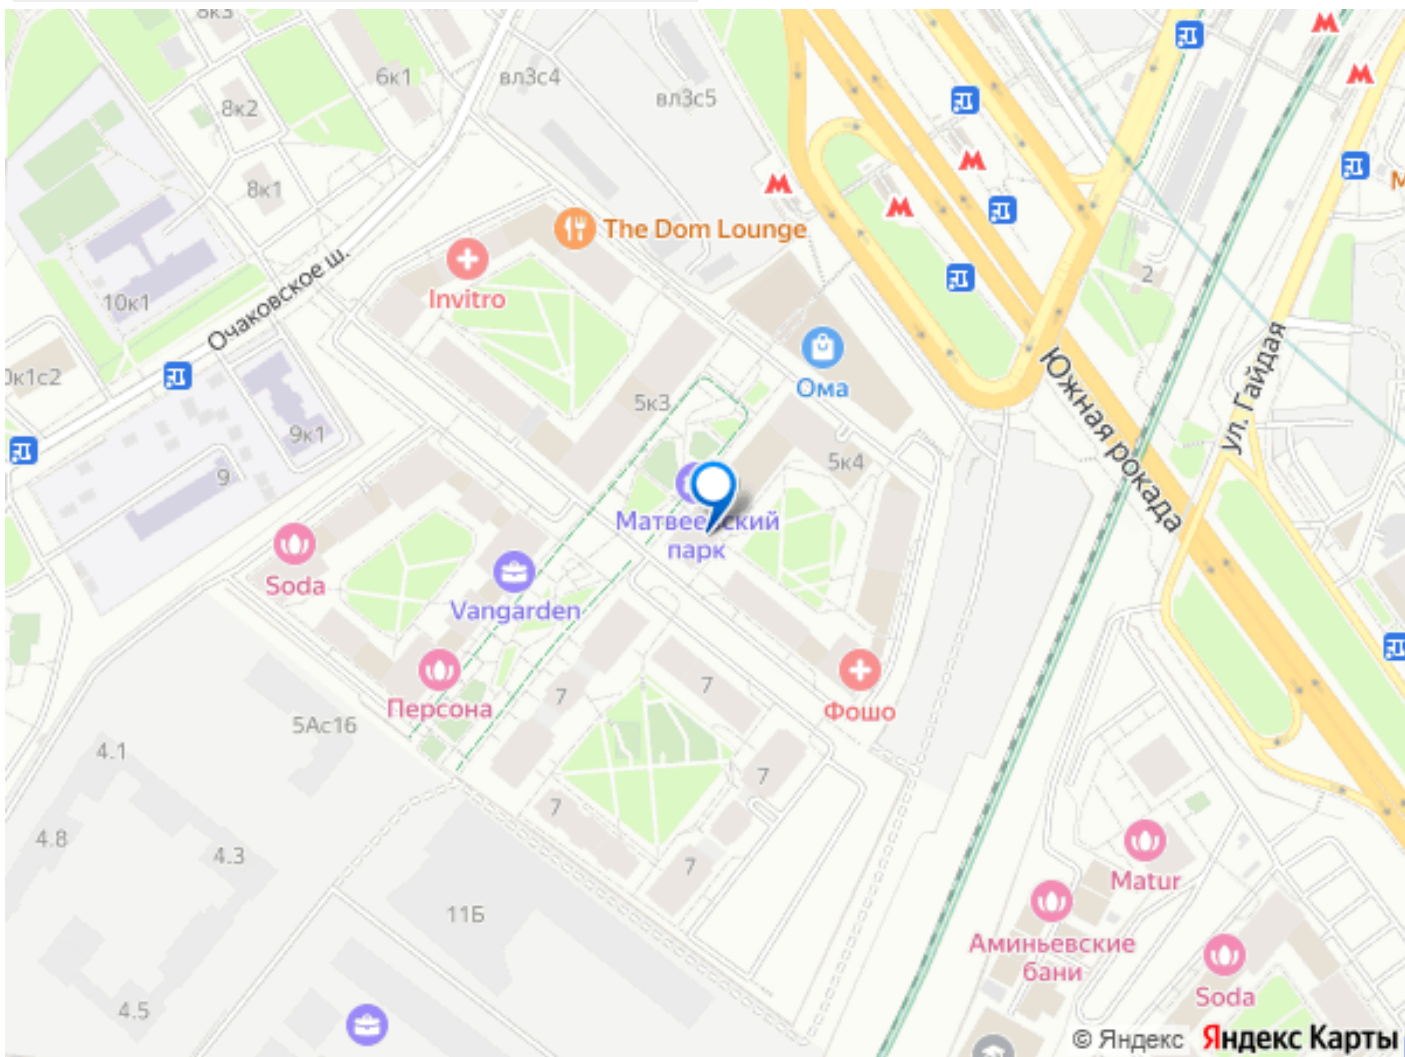 8к3
6к1
вл3с4
вл3с5
8к2
8к1
The Dom Lounge
Invitro
10к1
Очаковское ш.
2
Ома
5к3
9к1
5к4
Южная рокада
ул. Гайдая
9
Матвеевский
парк
Soda
Vangarden
7
7
Персона
Фошо
5Ас16
4.1
7
7
4.8
4.3
7
Matur
11Б
Аминьевские
бани
Soda
4.5
© Яндекс Яндекс Карты